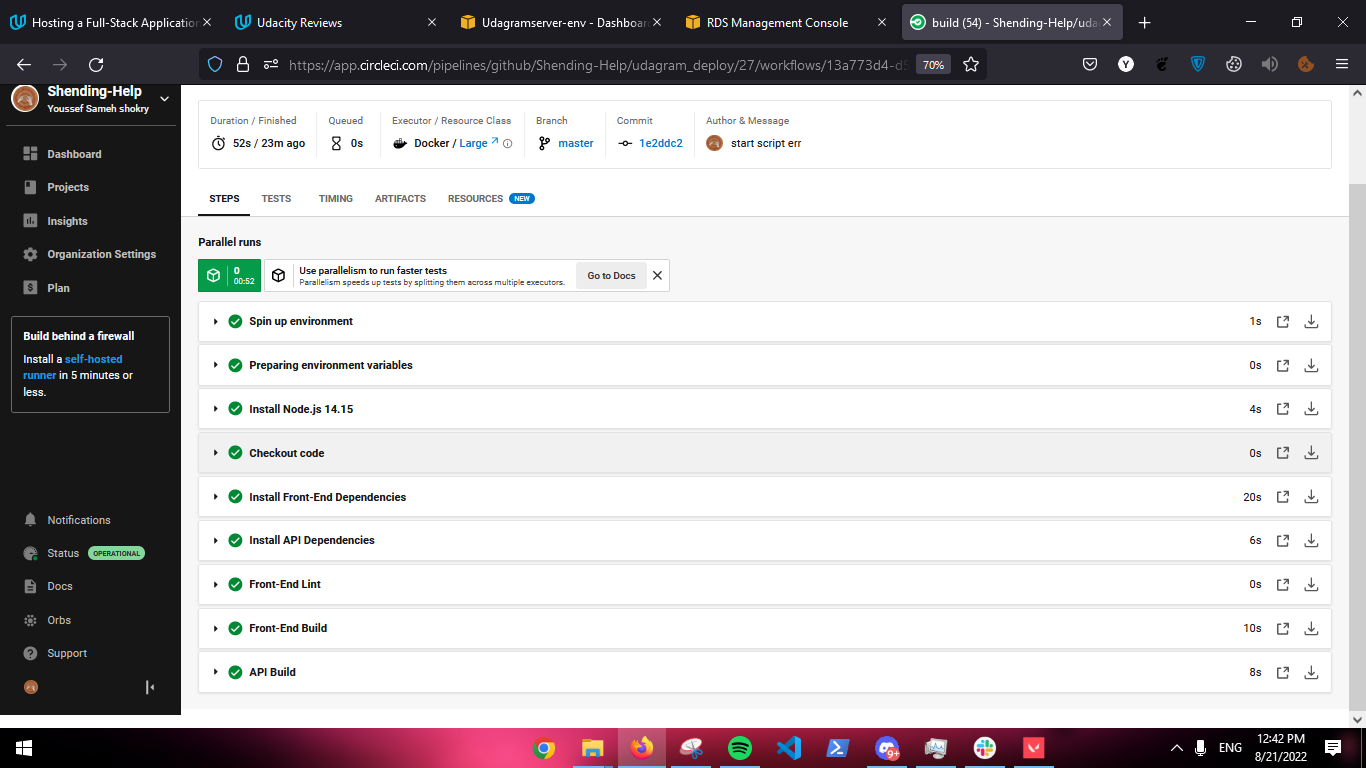 Hosting a Full-Stack Application
Udacity Reviews
Udagramserver-env - Dashboar
RDS Management Console
build (54) - Shending-Help/uda
https://app.circleci.com/pipelines/github/Shending-Help/udagram_deploy/27/workflows/13a773d4-d5
70%
Shending-Help
Youssef Sameh shokry
Dashboard
Projects
Insights
Organization Settings
Plan
Build behind a firewall
Install a self-hosted
runner in 5 minutes or
less.
Notifications
Status OPERATIONAL
Docs
Orbs
Support
Duration / Finished
52s / 23m ago
Queued
0s
Executor / Resource Class
Docker / Large
Branch
master
Commit
1e2ddc2
Author & Message
start script err
STEPS TESTS TIMING ARTIFACTS RESOURCES NEW
Parallel runs
0
00:52
Use parallelism to run faster tests
Parallelism speeds up tests by splitting them across multiple executors.
Go to Docs
Spin up environment 1s
Preparing environment variables 0s
Install Node.js 14.15 4s
Checkout code 0s
Install Front-End Dependencies 20s
Install API Dependencies 6s
Front-End Lint 0s
Front-End Build 10s
API Build 8s
9+
ENG
12:42 PM
8/21/2022